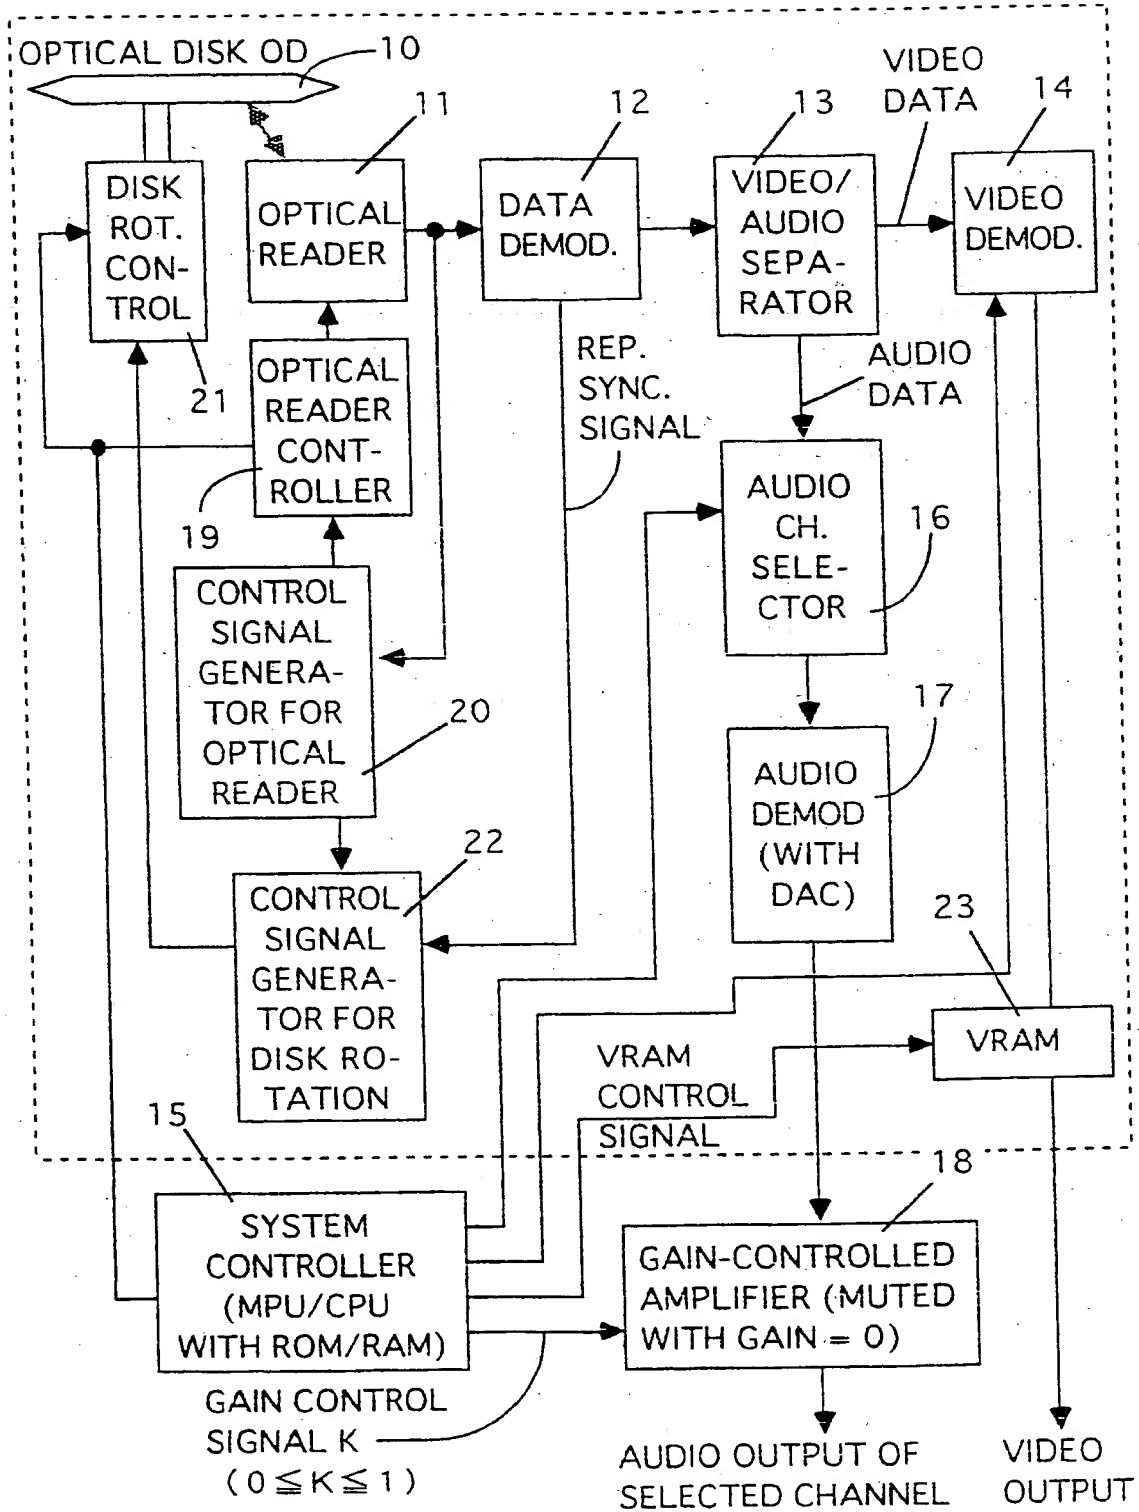 OPTICAL DISK OD
10
11
12
13
VIDEO
DATA
14
DISK
ROT.
CON-
TROL
21
OPTICAL
READER
DATA
DEMOD.
VIDEO/
AUDIO
SEPA-
RATOR
VIDEO
DEMOD.
OPTICAL
READER
CONT-
ROLLER
19
REP.
SYNC.
SIGNAL
AUDIO
DATA
AUDIO
CH.
SELE-
CTOR
16
CONTROL
SIGNAL
GENERA-
TOR FOR
OPTICAL
READER
20
17
AUDIO
DEMOD
(WITH
DAC)
22
CONTROL
SIGNAL
GENERA-
TOR FOR
DISK RO-
TATION
23
VRAM
VRAM
CONTROL
SIGNAL
15
SYSTEM
CONTROLLER
(MPU/CPU
WITH ROM/RAM)
18
GAIN-CONTROLLED
AMPLIFIER (MUTED
WITH GAIN = 0)
GAIN CONTROL
SIGNAL K
(0≦K≦1)
AUDIO OUTPUT OF
SELECTED CHANNEL
VIDEO
OUTPUT